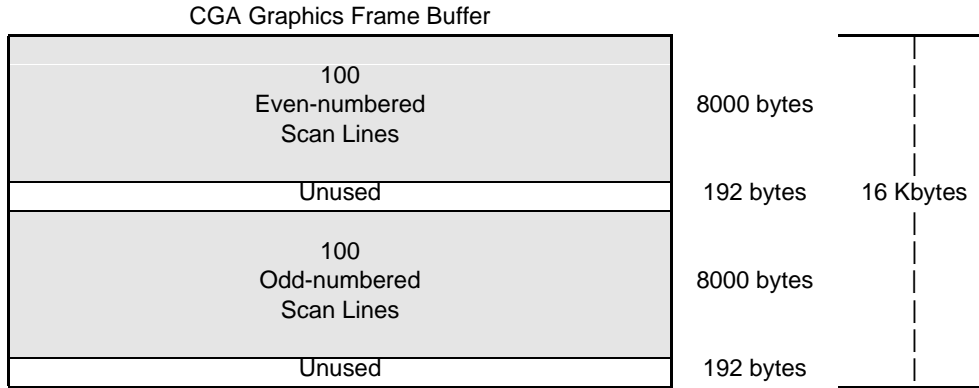 CGA Graphics Frame Buffer
100
Even-numbered
Scan Lines
8000 bytes
Unused
192 bytes
16 Kbytes
100
Odd-numbered
Scan Lines
8000 bytes
Unused
192 bytes